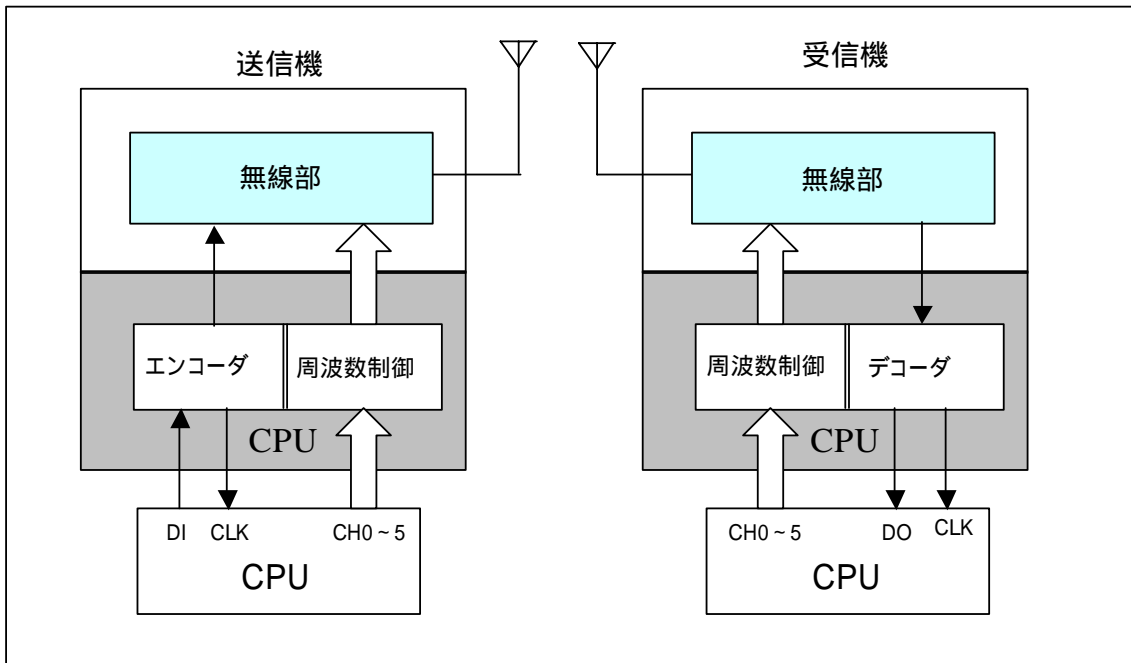 送信機
無線部
エンコーダ
周波数制御
CPU
DI CLK CH0 ~ 5
CPU
受信機
無線部
周波数制御
デコーダ
CPU
CH0 ~ 5 DO CLK
CPU